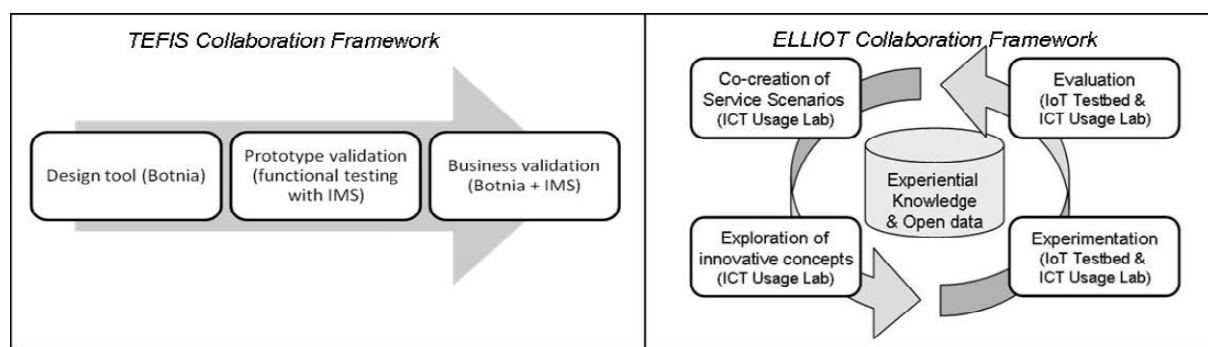 TEFIS Collaboration Framework
Design tool (Botnia)
Prototype validation
(functional testing
with IMS)
Business validation
(Botnia + IMS)
ELLIOT Collaboration Framework
Co-creation of
Service Scenarios
(ICT Usage Lab)
Evaluation
(IoT Testbed &
ICT Usage Lab)
Experiential
Knowledge
& Open data
Exploration of
innovative concepts
(ICT Usage Lab)
Experimentation
(IoT Testbed &
ICT Usage Lab)